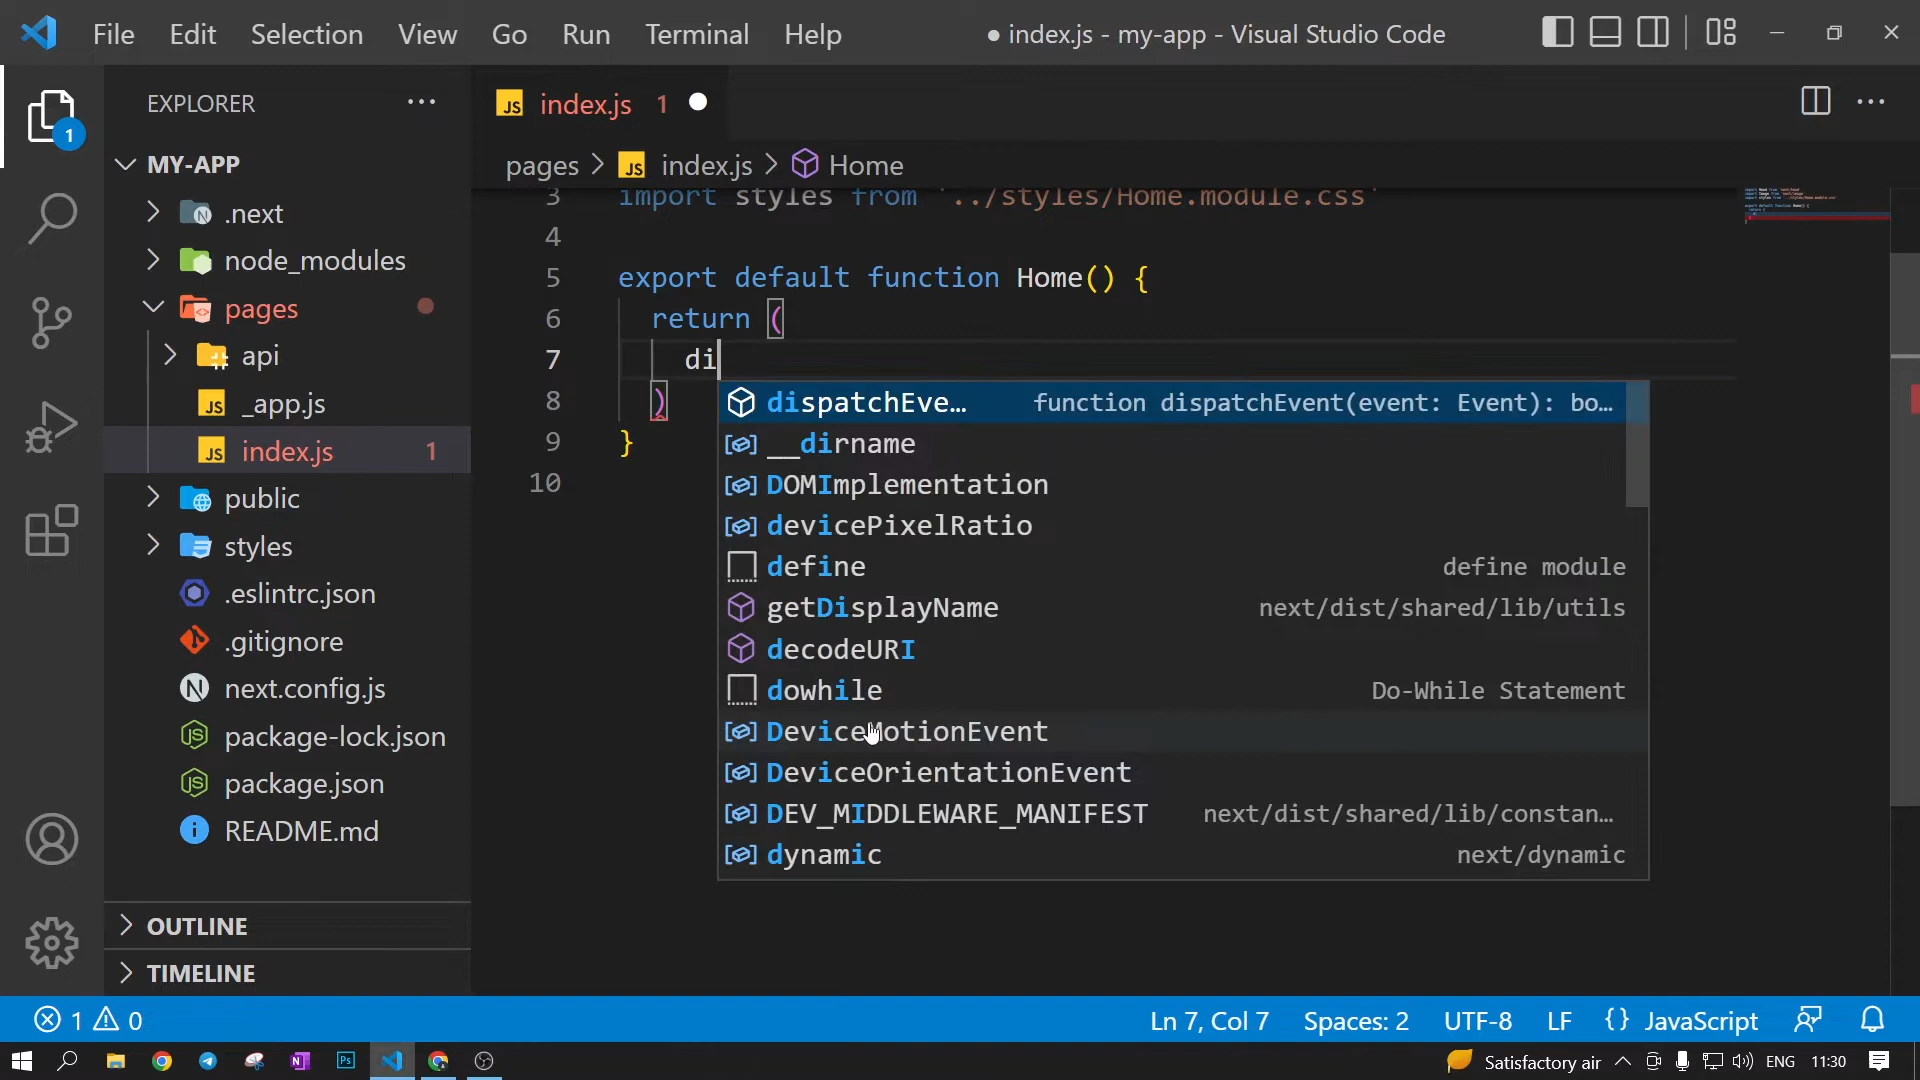 File Edit Selection View Go Run Terminal Help
● index.js - my-app - Visual Studio Code
EXPLORER
MY-APP
.next
node_modules
pages
api
_app.js
index.js 1
public
styles
.eslintrc.json
.gitignore
next.config.js
package-lock.json
package.json
README.md
OUTLINE
TIMELINE
1
JS index.js 1
pages > JS index.js > Home
3 import styles from '../styles/Home.module.css'
4
5 export default function Home() {
6 return (
7 di
8 )
9 }
10
dispatchEve… function dispatchEvent(event: Event): bo…
__dirname
DOMImplementation
devicePixelRatio
define define module
getDisplayName next/dist/shared/lib/utils
decodeURI
dowhile Do-While Statement
DeviceMotionEvent
DeviceOrientationEvent
DEV_MIDDLEWARE_MANIFEST next/dist/shared/lib/constan…
dynamic next/dynamic
1 0
Ln 7, Col 7 Spaces: 2 UTF-8 LF {} JavaScript
Satisfactory air ENG 11:30